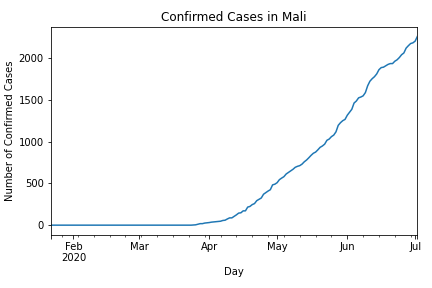 Confirmed Cases in Mali
Number of Confirmed Cases
2000
1500
1000
500
0
Feb Mar Apr May Jun Jul
2020
Day